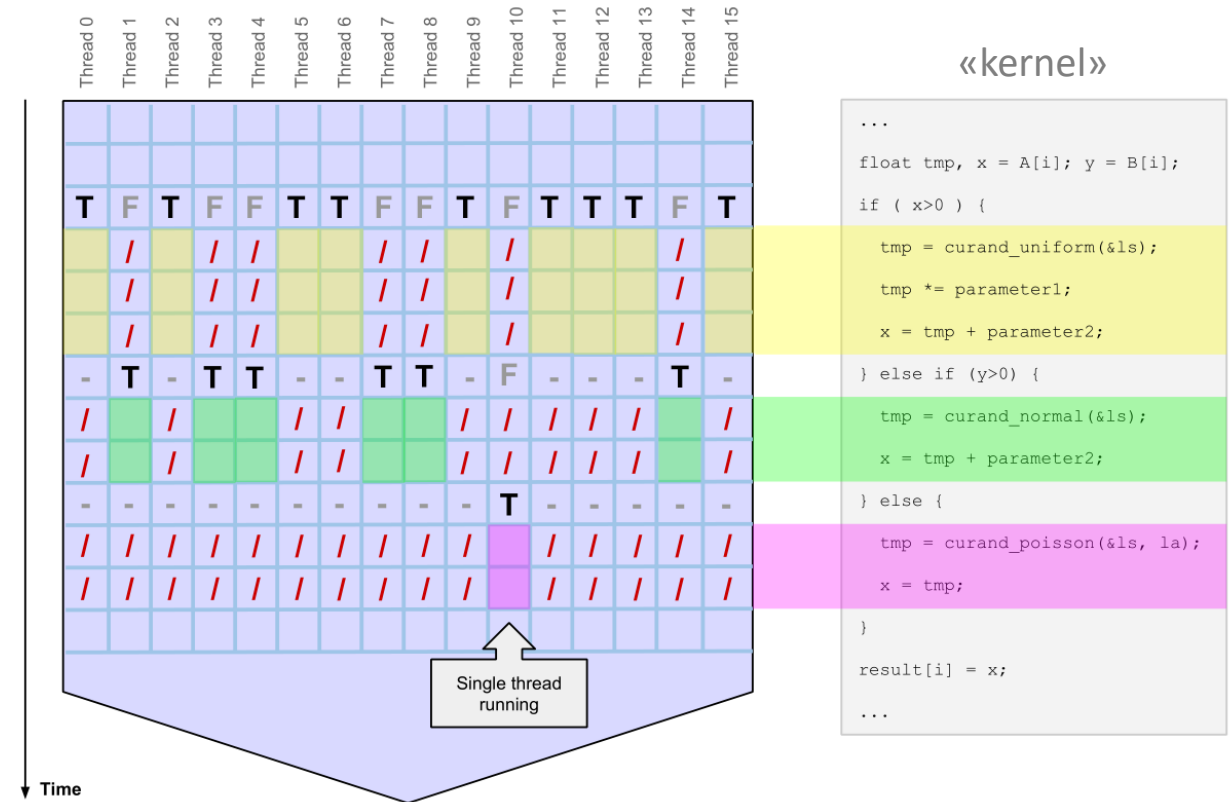 Thread 0
Thread 1
Thread 2
Thread 3
Thread 4
Thread 5
Thread 6
Thread 7
Thread 8
Thread 9
Thread 10
Thread 11
Thread 12
Thread 13
Thread 14
Thread 15
«kernel»
...
float tmp, x = A[i]; y = B[i];
T F T F F T T F F T F T T T F T
if ( x>0 ) {
/ / / / / / /
tmp = curand_uniform(&ls);
/ / / / / / /
tmp *= parameter1;
/ / / / / / /
x = tmp + parameter2;
- T - T T - - T T - F - - - T -
} else if (y>0) {
/ / / / / / / / / /
tmp = curand_normal(&ls);
/ / / / / / / / / /
x = tmp + parameter2;
- - - - - - - - - - T - - - - -
} else {
/ / / / / / / / / / / / / / /
tmp = curand_poisson(&ls, la);
/ / / / / / / / / / / / / / /
x = tmp;
}
result[i] = x;
...
Single thread
running
Time